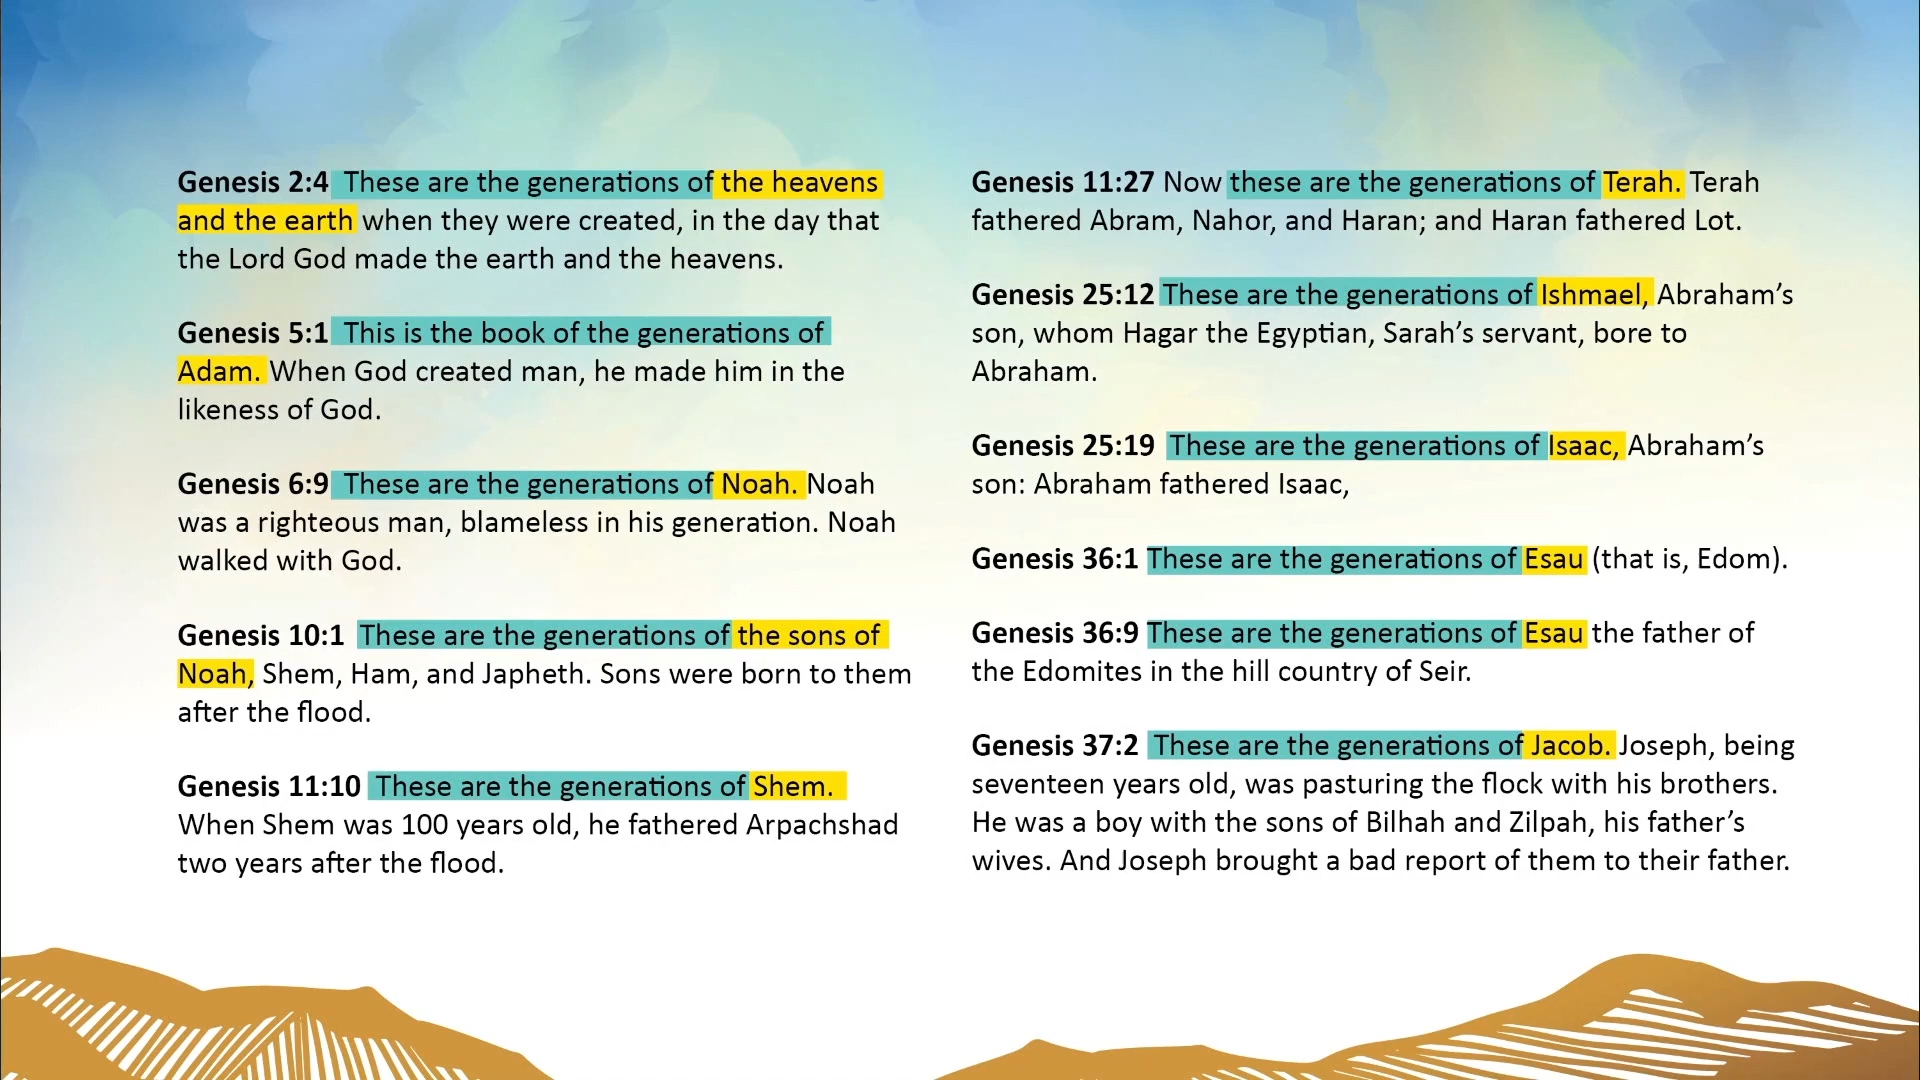 Genesis 2:4 These are the generations of the heavens
and the earth when they were created, in the day that
the Lord God made the earth and the heavens.
Genesis 5:1 This is the book of the generations of
Adam. When God created man, he made him in the
likeness of God.
Genesis 6:9 These are the generations of Noah. Noah
was a righteous man, blameless in his generation. Noah
walked with God.
Genesis 10:1 These are the generations of the sons of
Noah, Shem, Ham, and Japheth. Sons were born to them
after the flood.
Genesis 11:10 These are the generations of Shem.
When Shem was 100 years old, he fathered Arpachshad
two years after the flood.
Genesis 11:27 Now these are the generations of Terah. Terah
fathered Abram, Nahor, and Haran; and Haran fathered Lot.
Genesis 25:12 These are the generations of Ishmael, Abraham’s
son, whom Hagar the Egyptian, Sarah’s servant, bore to
Abraham.
Genesis 25:19 These are the generations of Isaac, Abraham’s
son: Abraham fathered Isaac,
Genesis 36:1 These are the generations of Esau (that is, Edom).
Genesis 36:9 These are the generations of Esau the father of
the Edomites in the hill country of Seir.
Genesis 37:2 These are the generations of Jacob. Joseph, being
seventeen years old, was pasturing the flock with his brothers.
He was a boy with the sons of Bilhah and Zilpah, his father’s
wives. And Joseph brought a bad report of them to their father.